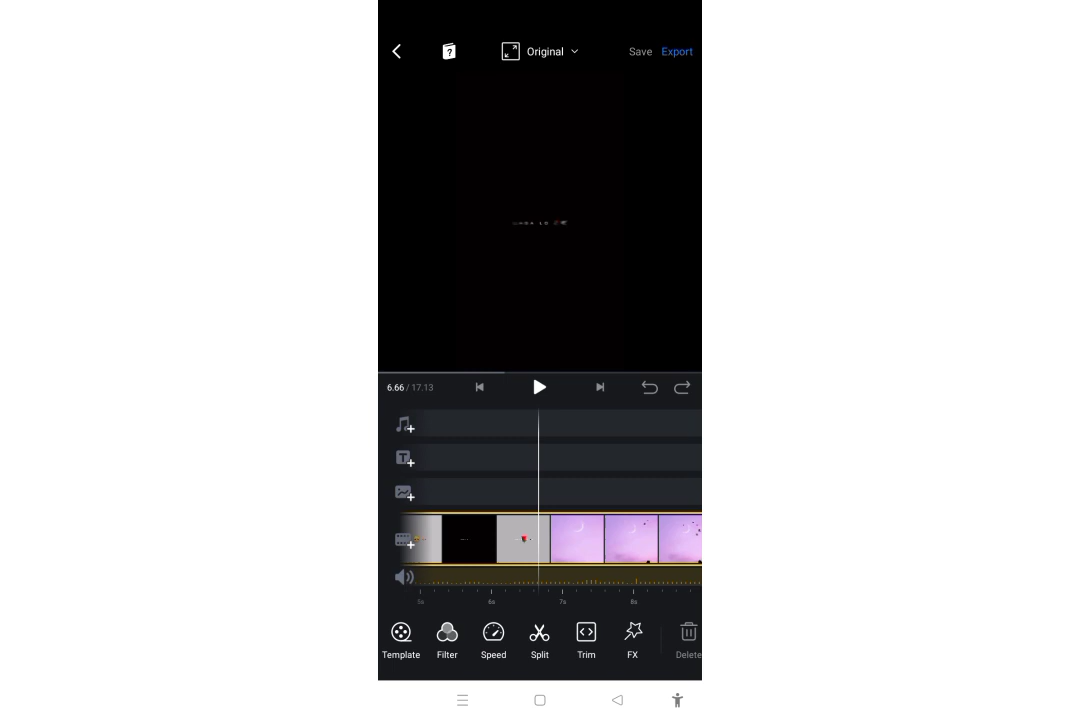 Original
Save Export
6.66 / 17.13
5s 6s 7s 8s
Template Filter Speed Split Trim FX Delete